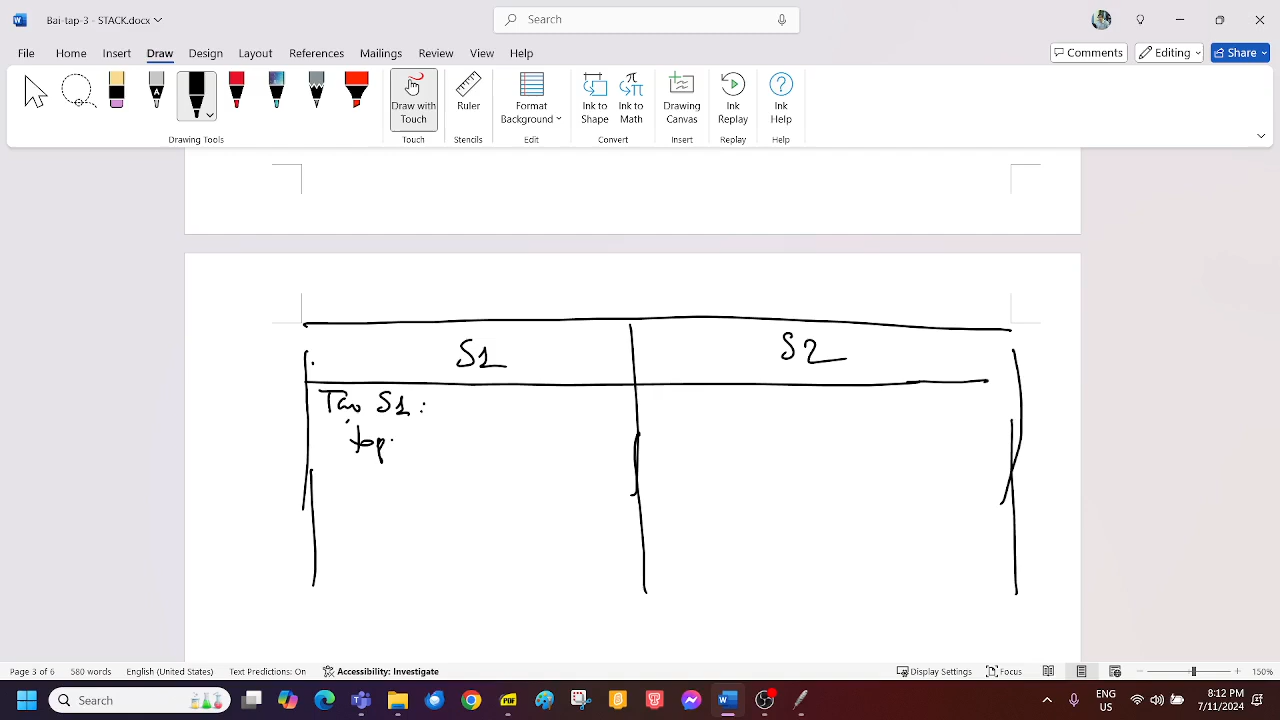 Bai-tap-3 - STACK.docx
Search
File Home Insert Draw Design Layout References Mailings Review View Help
Comments Editing Share
A
Draw with Touch
Ruler
Format Background
Ink to Shape
Ink to Math
Drawing Canvas
Ink Replay
Ink Help
Drawing Tools Touch Stencils Edit Convert Insert Replay Help
S1 S2
Tạo S1:
top
Page 3 of 6 580 words English (United States) Text Predictions: On Accessibility: Investigate Display Settings Focus 150%
Search
PDF
ENG
US
8:12 PM
7/11/2024